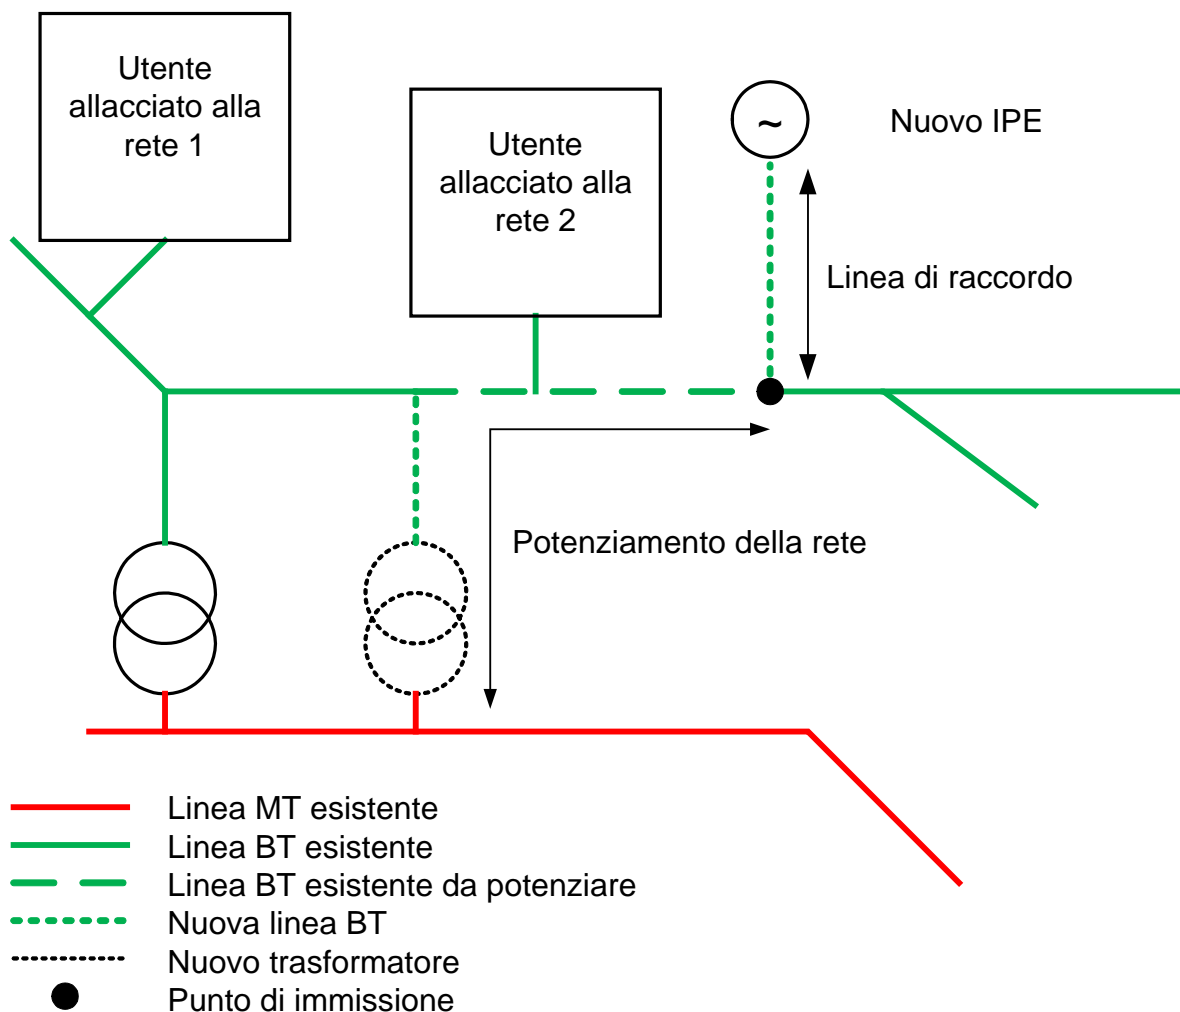 Utente
allacciato alla
rete 1
Utente
allacciato alla
rete 2
~
Nuovo IPE
Linea di raccordo
Potenziamento della rete
Linea MT esistente
Linea BT esistente
Linea BT esistente da potenziare
Nuova linea BT
Nuovo trasformatore
Punto di immissione